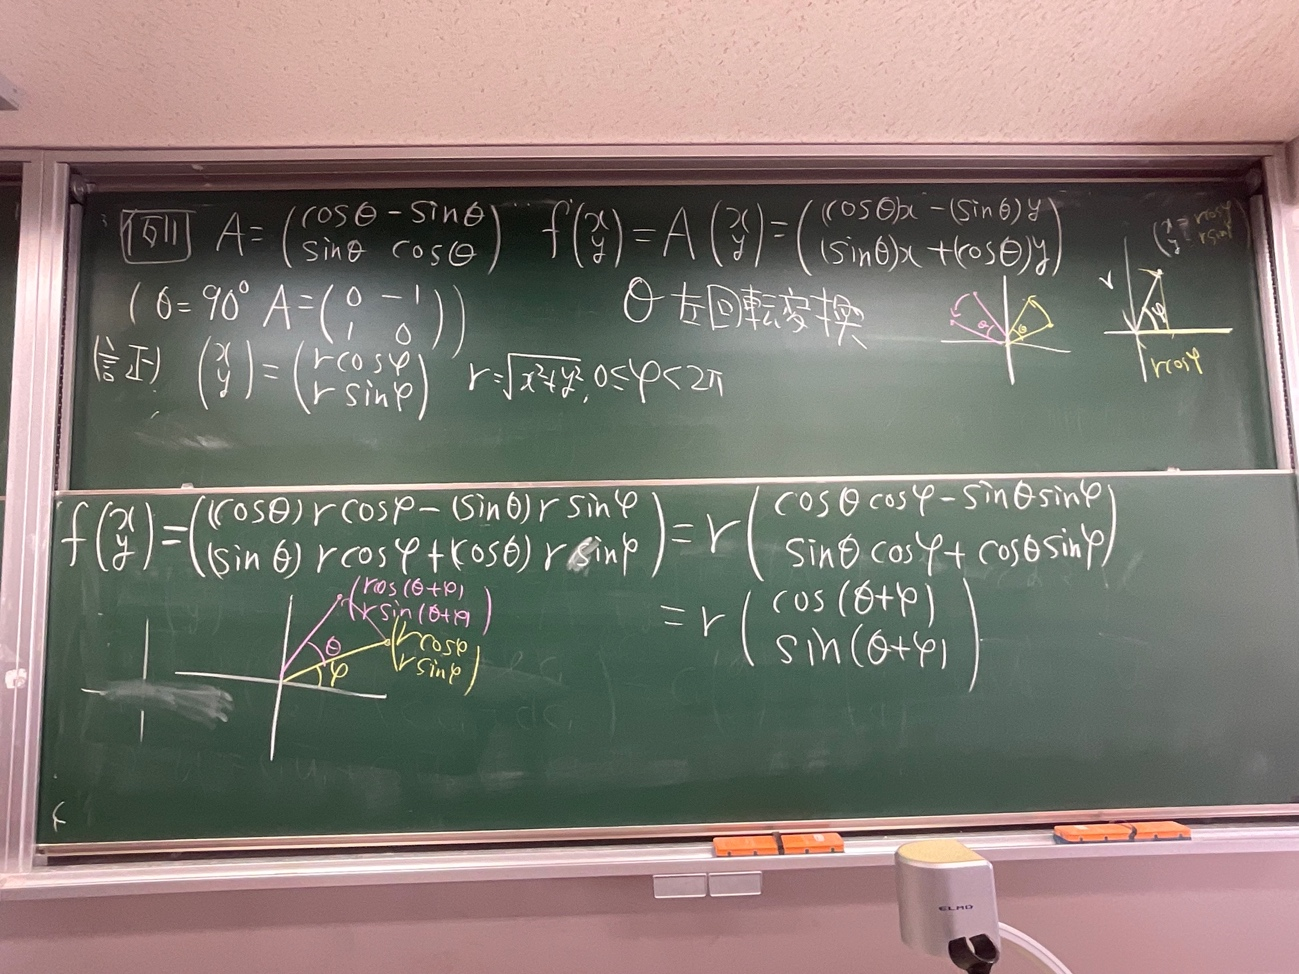 例 A = (cosθ -sinθ / sinθ cosθ) f(x / y) = A(x / y) = ((cosθ)x - (sinθ)y / (sinθ)x + (cosθ)y)
(θ = 90° A = (0 -1 / 1 0))
θ 左回転変換
(証) (x / y) = (r cosφ / r sinφ) r = √x²+y², 0 ≤ φ < 2π
θ θ
r φ
r cosφ
f(x / y) = ((cosθ) r cosφ - (sinθ) r sinφ / (sinθ) r cosφ + (cosθ) r sinφ) = r(cosθ cosφ - sinθ sinφ / sinθ cosφ + cosθ sinφ)
= r(cos(θ+φ) / sin(θ+φ))
(r cos(θ+φ) / r sin(θ+φ))
θ φ
(r cosφ / r sinφ)
ELMO